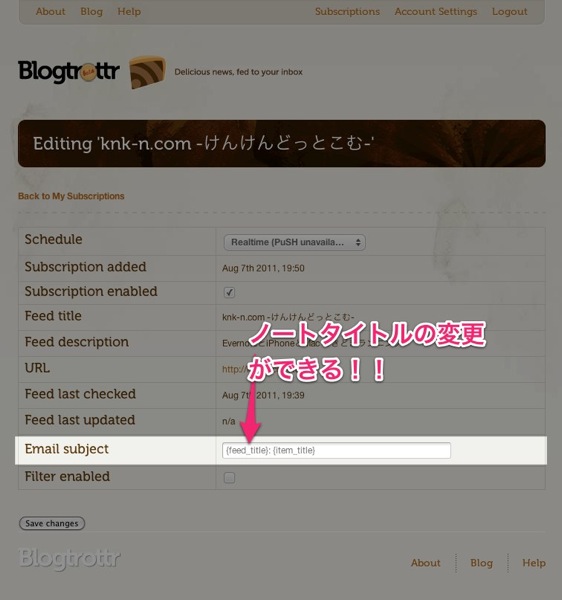 About Blog Help Subscriptions Account Settings Logout
Blogtrottr Delicious news, fed to your inbox
Editing 'knk-n.com -けんけんどっとこむ-'
Back to My Subscriptions
Schedule Realtime (PuSH unavaila...
Subscription added Aug 7th 2011, 19:50
Subscription enabled
Feed title knk-n.com -けんけんどっとこむ-
ノートタイトルの変更
Feed description
ができる！！
URL http:/
Feed last checked Aug 7th 2011, 19:39
Feed last updated n/a
Email subject {feed_title}: {item_title}
Filter enabled
Save changes
Blogtrottr About Blog Help